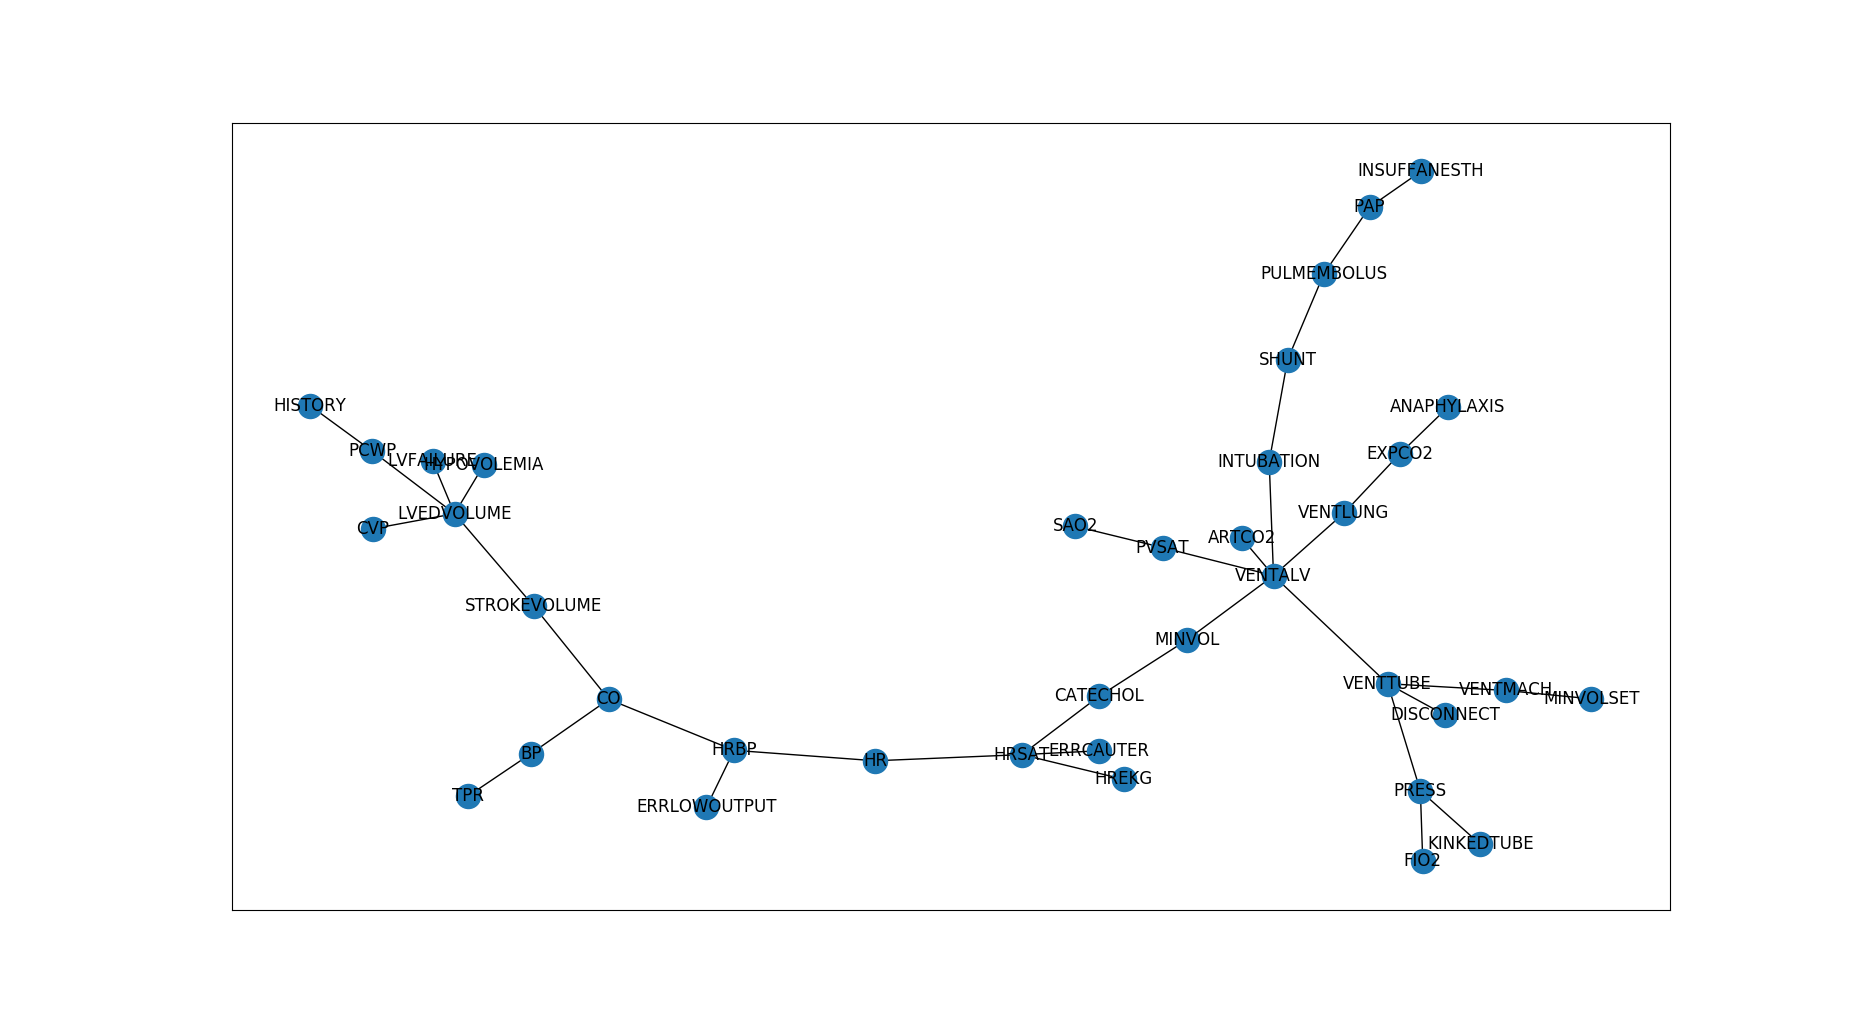 INSUFFANESTH
PAP
PULMEMBOLUS
SHUNT
HISTORY
ANAPHYLAXIS
PCWP
LVFAILURE
HYPOVOLEMIA
EXPCO2
INTUBATION
LVEDVOLUME
VENTLUNG
CVP
SAO2
ARTCO2
PVSAT
VENTALV
STROKEVOLUME
MINVOL
VENTTUBE
VENTMACH
MINVOLSET
CO
CATECHOL
DISCONNECT
BP
HRBP
HR
HRSAT
ERRCAUTER
HREKG
TPR
ERRLOWOUTPUT
PRESS
KINKEDTUBE
FIO2